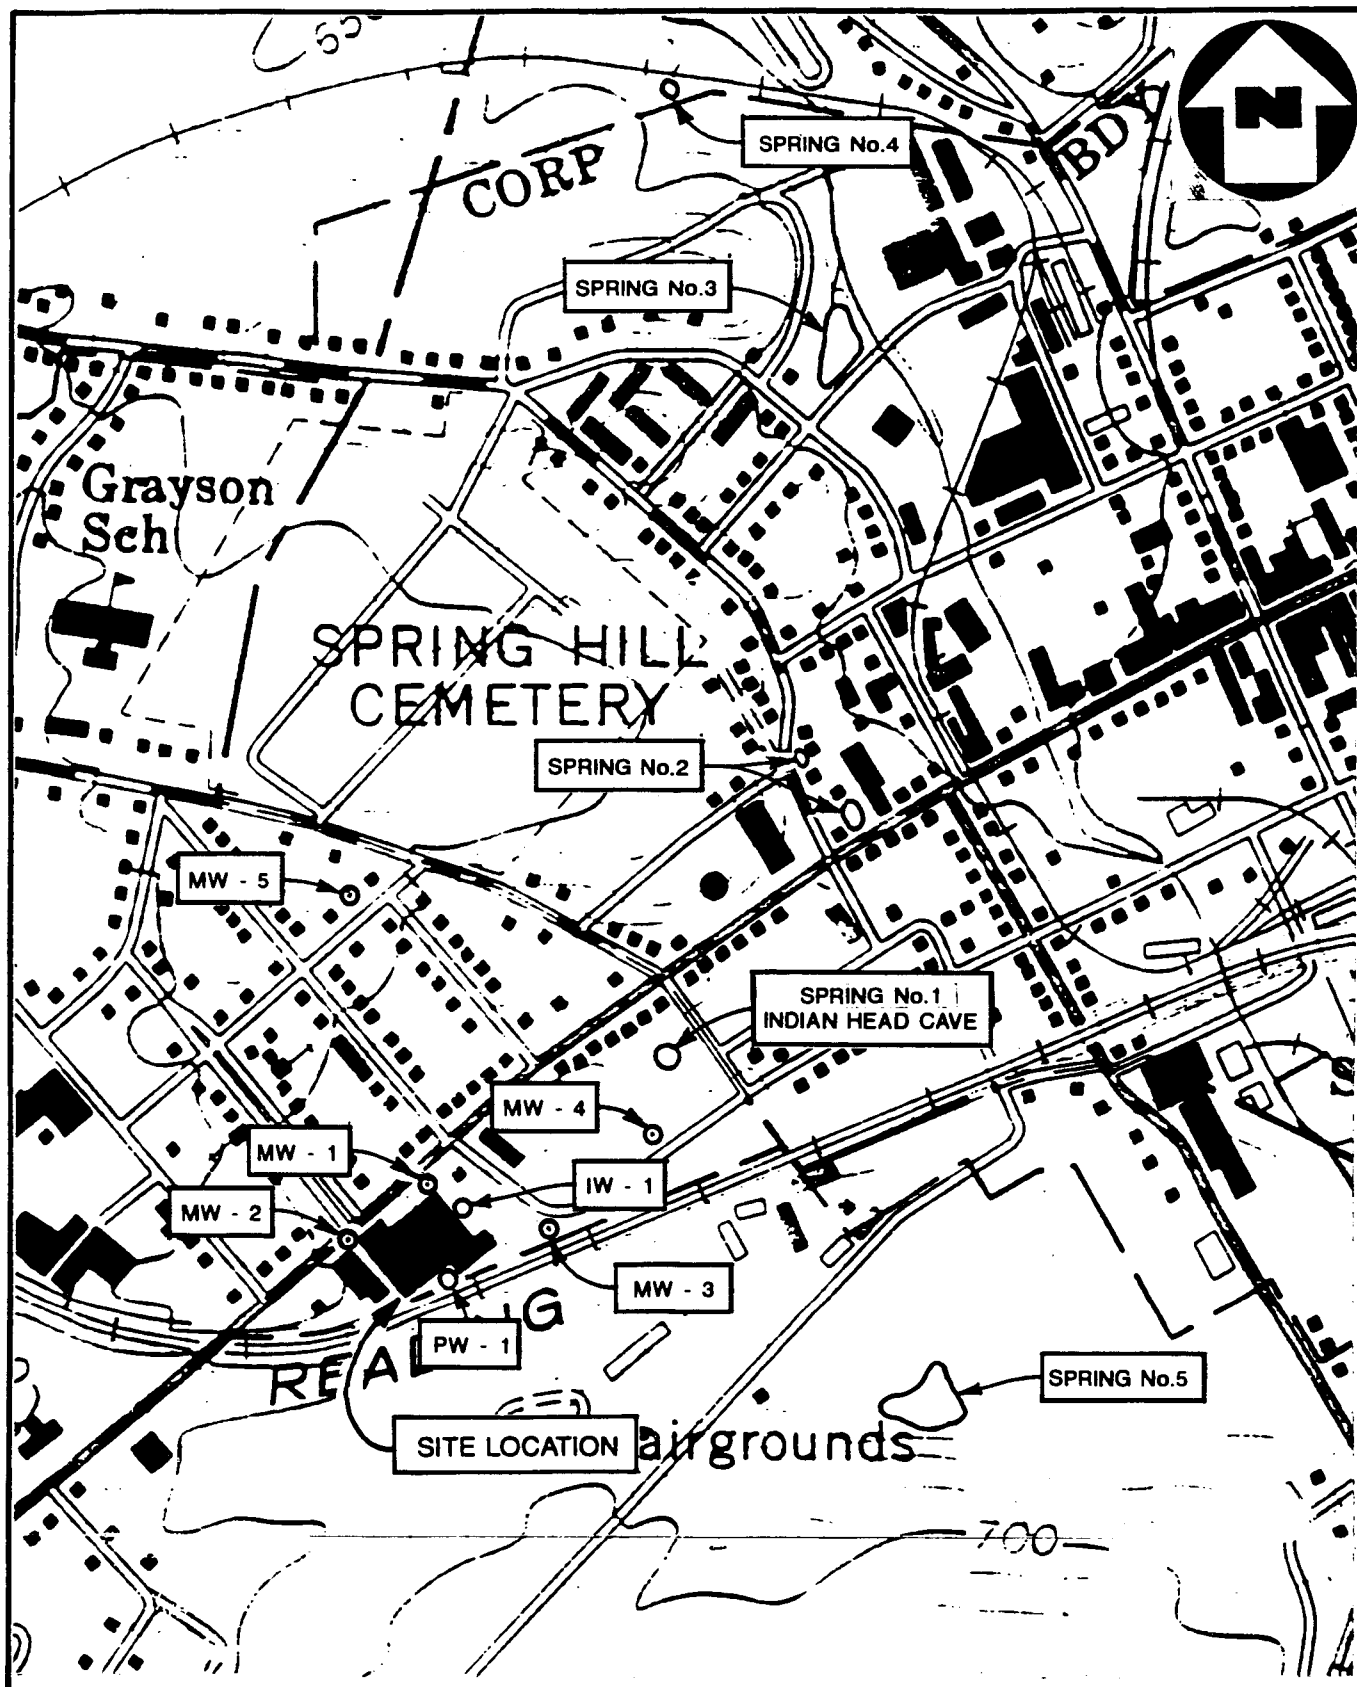 650
N
SPRING No.4
BDY
CORP
SPRING No.3
Grayson
Sch
SPRING HILL
CEMETERY
SPRING No.2
MW - 5
SPRING No.1
INDIAN HEAD CAVE
MW - 4
MW - 1
IW - 1
MW - 2
MW - 3
PW - 1
SPRING No.5
SITE LOCATION
airgrounds
700